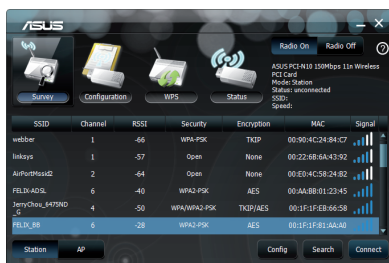 ASUS
Radio On Radio Off
ASUS PCI-N10 150Mbps 11n Wireless
PCI Card
Mode: Station
Status: unconnected
SSID:
Speed:
Survey Configuration WPS Status
SSID Channel RSSI Security Encryption MAC Signal
webber 1 -66 WPA-PSK TKIP 00:90:4C:24:84:C7
linksys 1 -57 Open None 00:22:6B:6A:43:92
AirPortMssid2 2 -64 Open None 00:E0:4C:58:24:B2
FELIX-ADSL 6 -40 WPA2-PSK AES 00:AA:BB:01:23:45
JerryChou_6475ND
_G 4 -50 WPA/WPA2-PSK TKIP/AES 00:1F:1F:EB:66:58
FELIX_BB 6 -28 WPA2-PSK AES 00:1F:1F:81:AA:A0
Station AP Config Search Connect